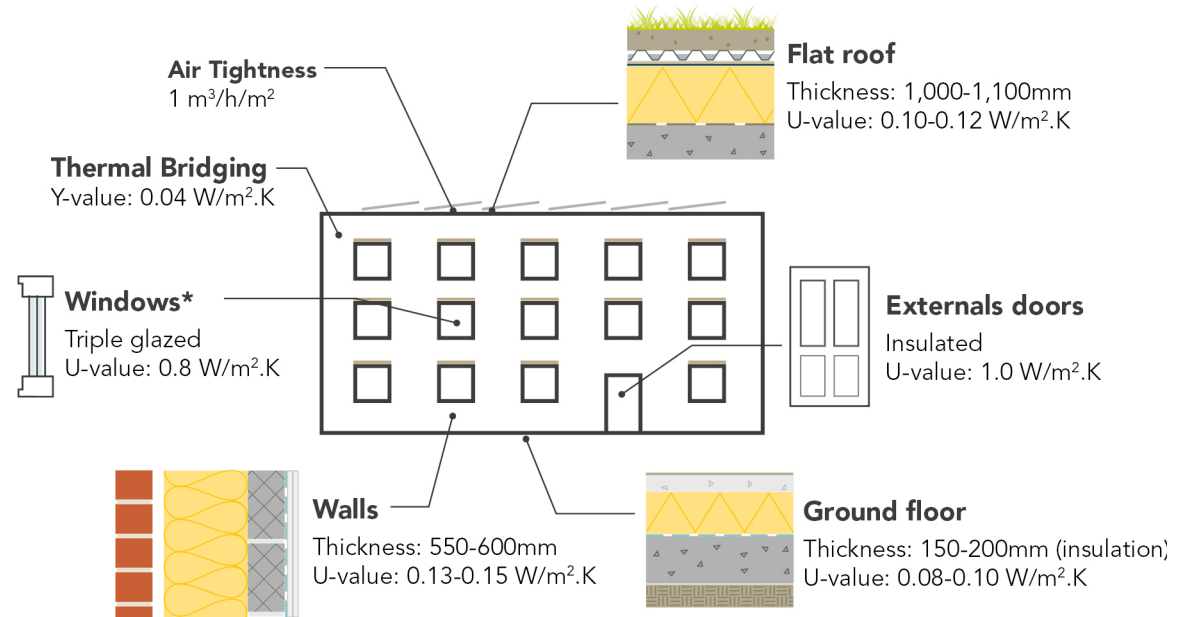 Air Tightness
1 m³/h/m²
Flat roof
Thickness: 1,000-1,100mm
U-value: 0.10-0.12 W/m².K
Thermal Bridging
Y-value: 0.04 W/m².K
Windows*
Triple glazed
U-value: 0.8 W/m².K
Externals doors
Insulated
U-value: 1.0 W/m².K
Walls
Thickness: 550-600mm
U-value: 0.13-0.15 W/m².K
Ground floor
Thickness: 150-200mm (insulation)
U-value: 0.08-0.10 W/m².K